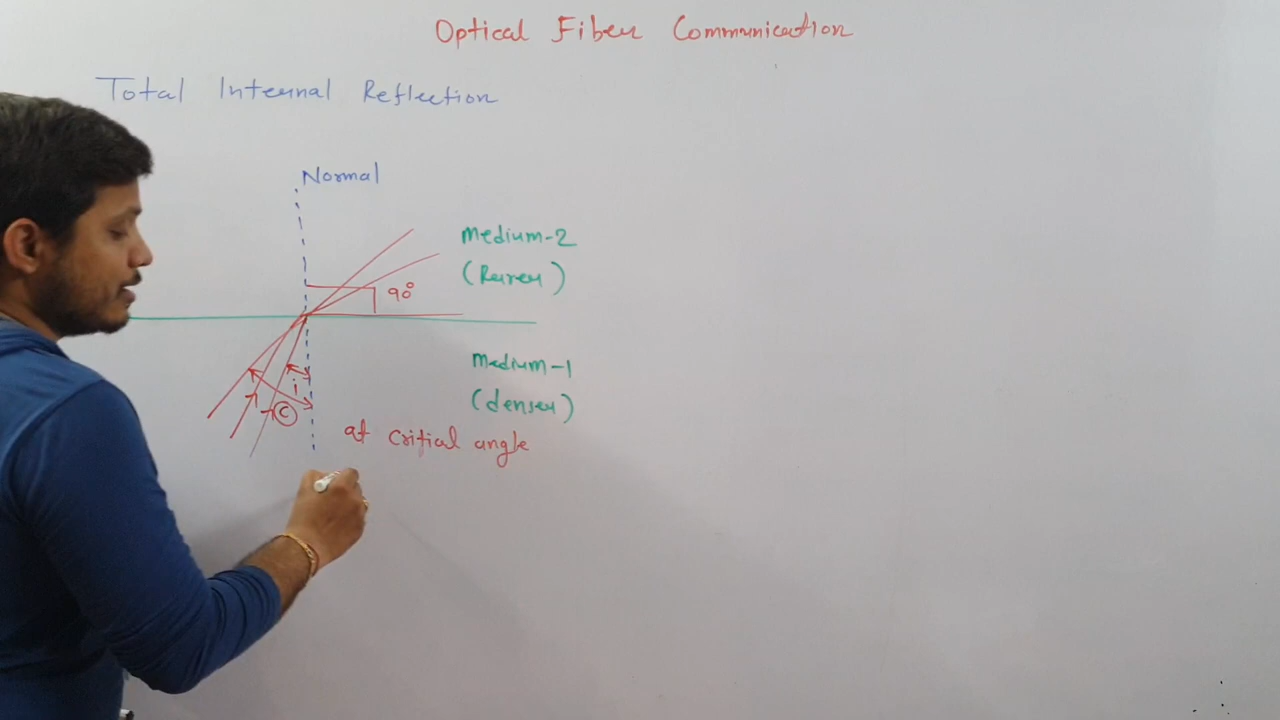 Optical Fiber Communication
Total Internal Reflection
Normal
medium-2
(Rarer)
90°
medium-1
i
(denser)
C
at critial angle